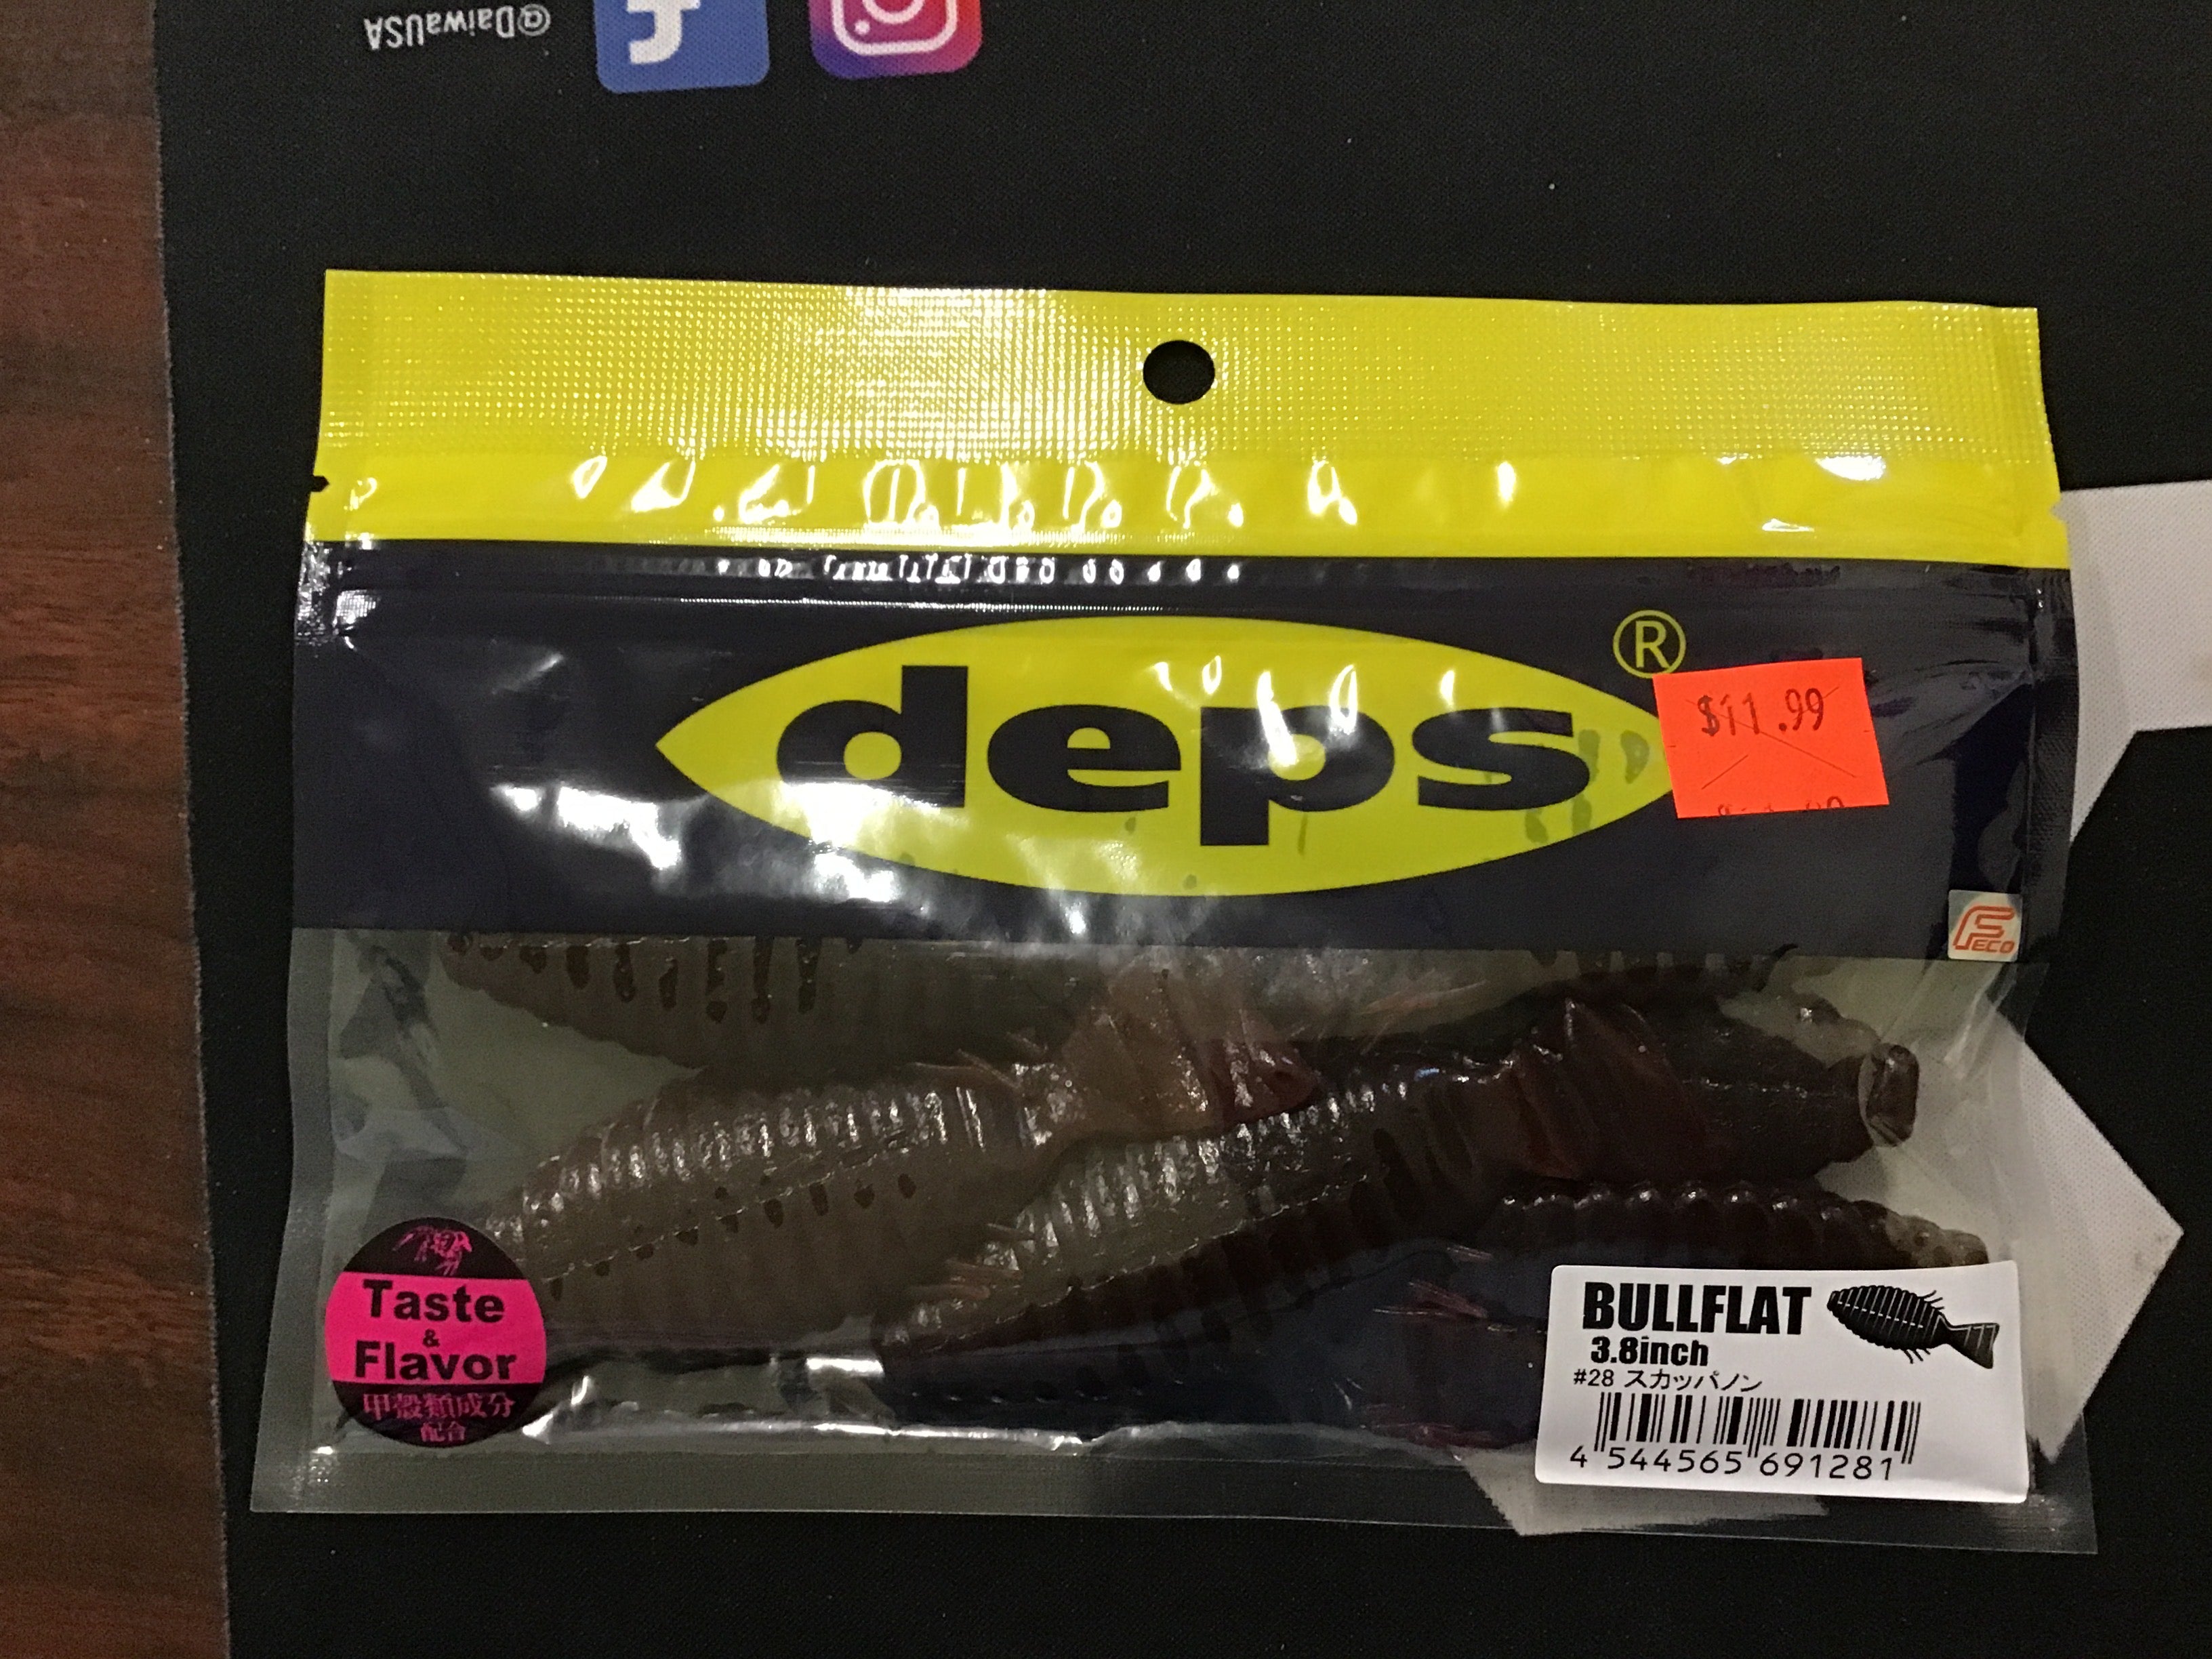 @DaiwaUSA
deps®
$11.99
FECO
Taste
&
Flavor
甲殻類成分
配合
BULLFLAT
3.8inch
#28 スカッパノン
4 544565 691281